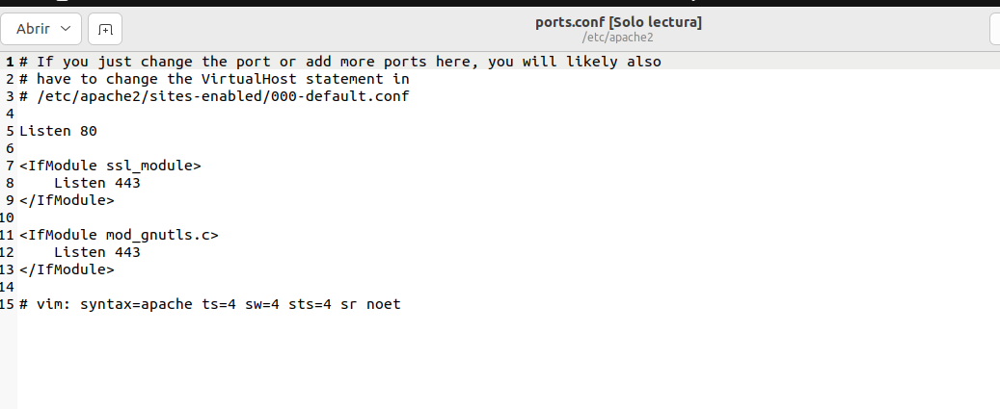 Abrir
ports.conf [Solo lectura]
/etc/apache2
1 # If you just change the port or add more ports here, you will likely also
2 # have to change the VirtualHost statement in
3 # /etc/apache2/sites-enabled/000-default.conf
4
5 Listen 80
6
7 <IfModule ssl_module>
8     Listen 443
9 </IfModule>
10
11 <IfModule mod_gnutls.c>
12     Listen 443
13 </IfModule>
14
15 # vim: syntax=apache ts=4 sw=4 sts=4 sr noet